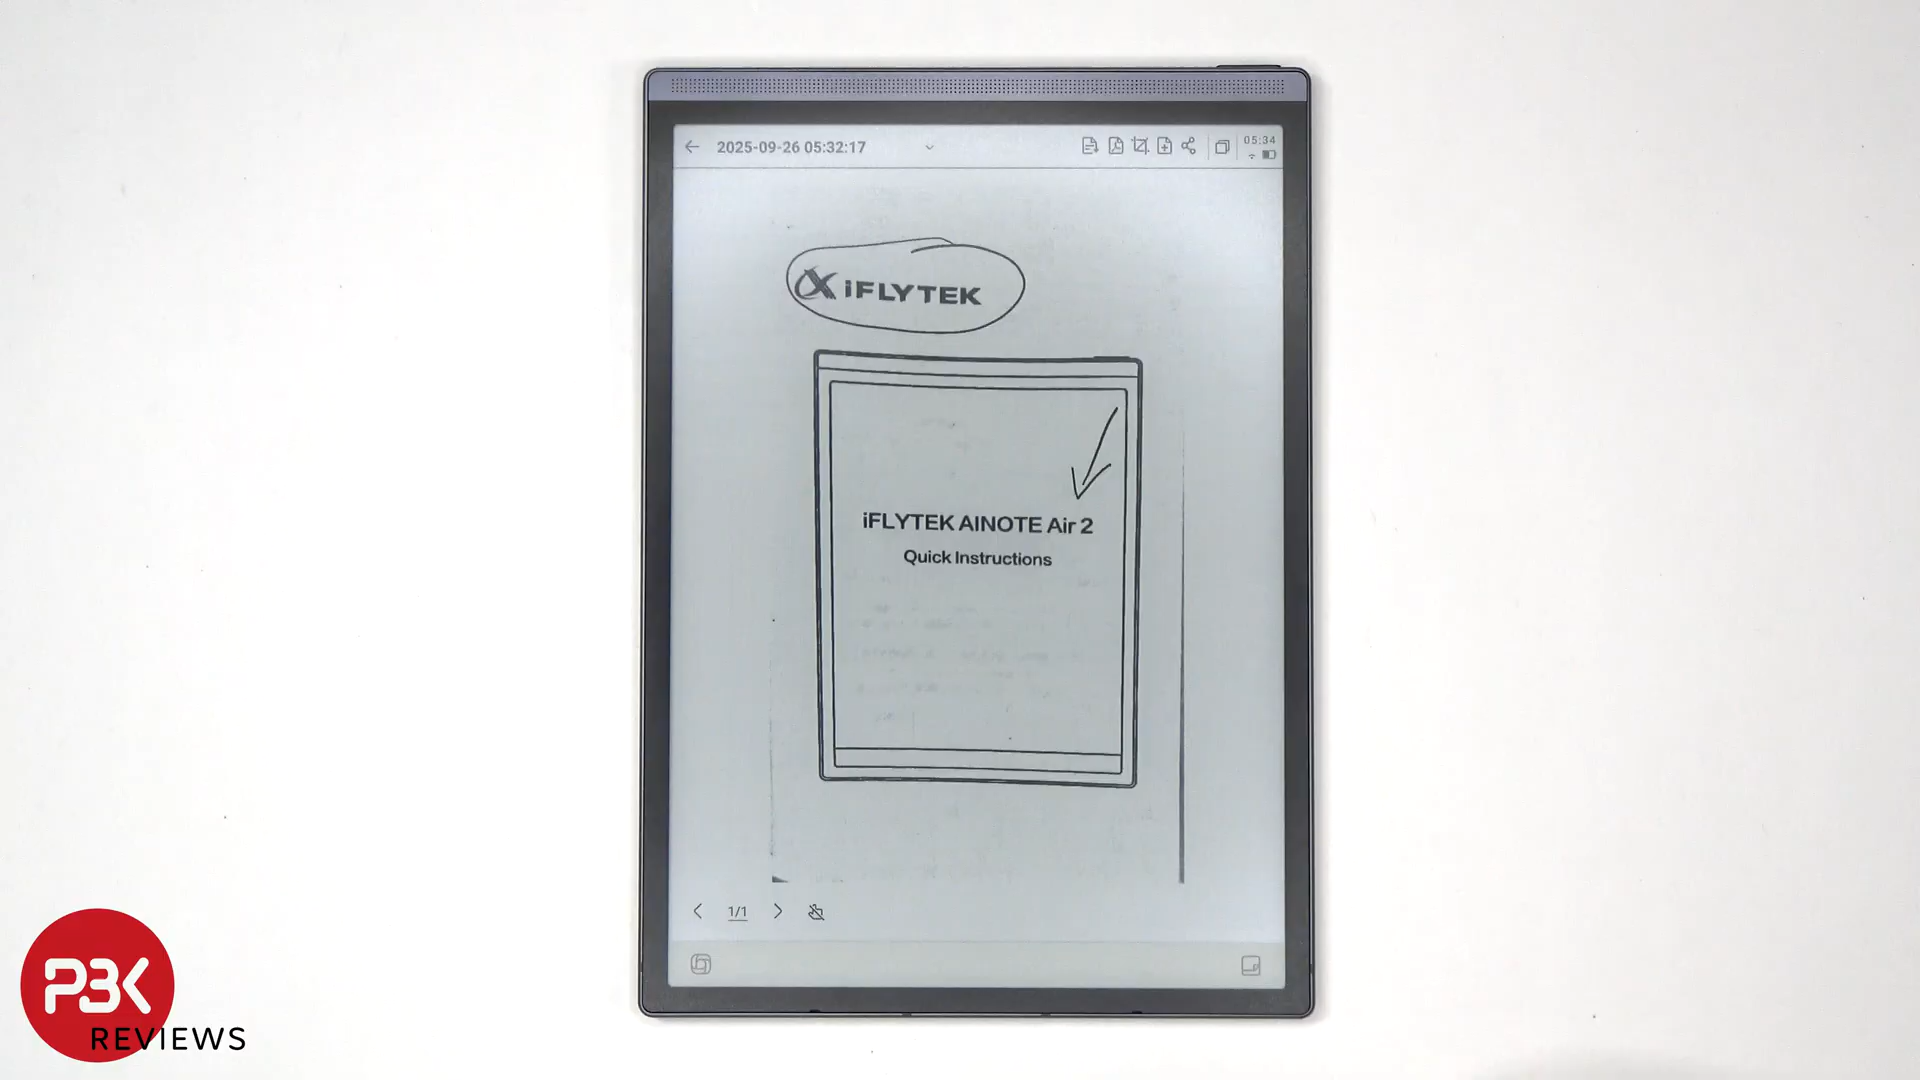 2025-09-26 05:32:17
05:34
iFLYTEK
iFLYTEK AINOTE Air 2
Quick Instructions
1/1
P3K
REVIEWS